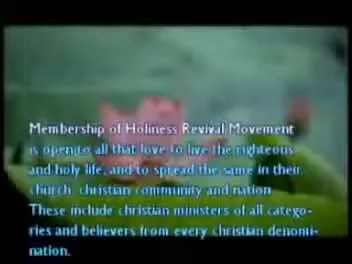 Membership of Holiness Revival Movement
is open to all that love to live the righteous
and holy life, and to spread the same in their
church, christian community and nation
These include christian ministers of all catego-
ries and believers from every christian denomi-
nation.